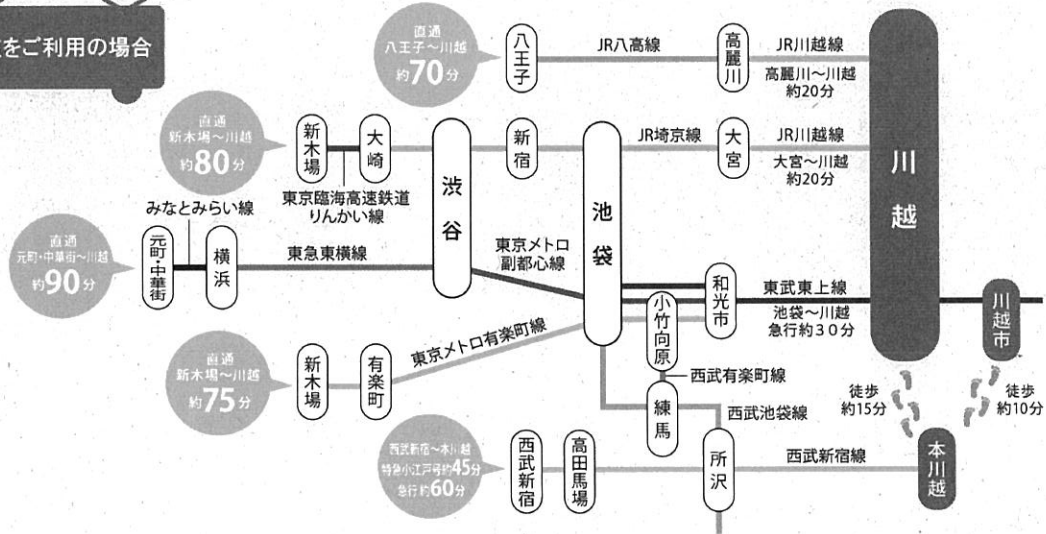 をご利用の場合
直通
八王子～川越
約70分
八王子
JR八高線
高麗川
JR川越線
高麗川～川越
約20分
川越
直通
新木場～川越
約80分
新木場
大崎
東京臨海高速鉄道
りんかい線
渋谷
新宿
池袋
JR埼京線
大宮
JR川越線
大宮～川越
約20分
みなとみらい線
直通
元町・中華街～川越
約90分
元町・中華街
横浜
東急東横線
東京メトロ
副都心線
小竹向原
和光市
東武東上線
池袋～川越
急行約30分
川越市
直通
新木場～川越
約75分
新木場
有楽町
東京メトロ有楽町線
西武有楽町線
練馬
西武池袋線
徒歩
約15分
徒歩
約10分
西武新宿～本川越
特急小江戸号約45分
急行約60分
西武新宿
高田馬場
所沢
西武新宿線
本川越